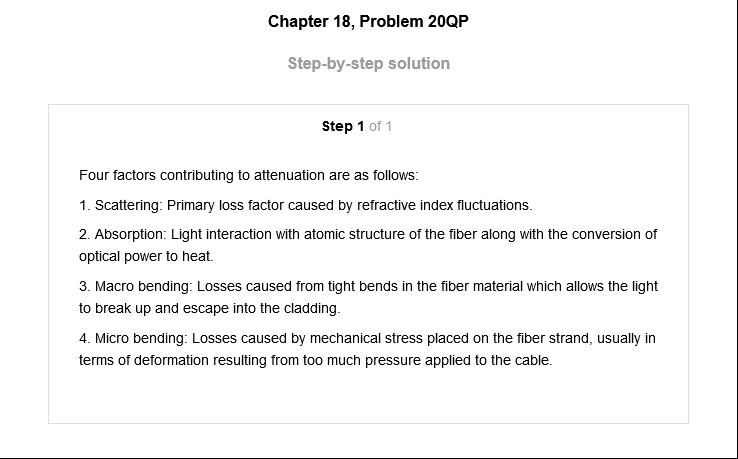 Chapter 18, Problem 20QP
Step-by-step solution
Step 1 of 1
Four factors contributing to attenuation are as follows:
1. Scattering: Primary loss factor caused by refractive index fluctuations.
2. Absorption: Light interaction with atomic structure of the fiber along with the conversion of
optical power to heat.
3. Macro bending: Losses caused from tight bends in the fiber material which allows the light
to break up and escape into the cladding.
4. Micro bending: Losses caused by mechanical stress placed on the fiber strand, usually in
terms of deformation resulting from too much pressure applied to the cable.